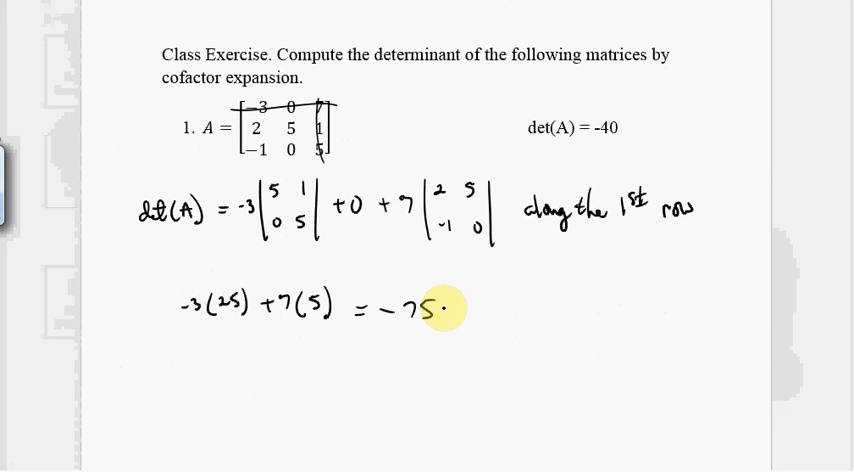 Class Exercise. Compute the determinant of the following matrices by
cofactor expansion.
1. A = [−3 0 7
2 5 1
−1 0 5]
det(A) = -40
det(A) = -3|5 1; 0 5| + 0 + 7|2 5; -1 0| along the 1st row
-3(25) + 7(5) = -75